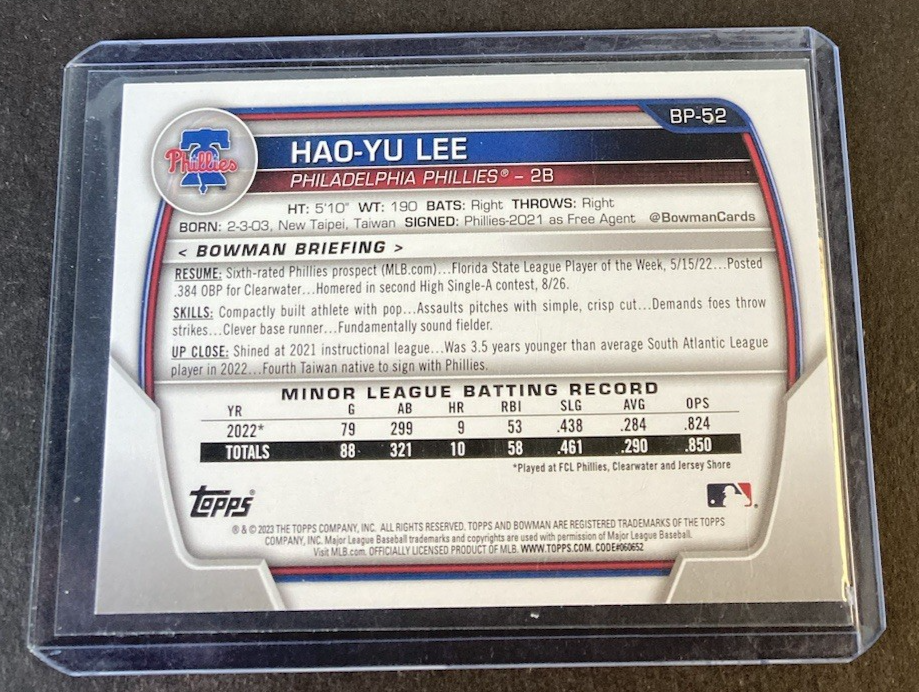 BP-52
Phillies
HAO-YU LEE
PHILADELPHIA PHILLIES® – 2B
HT: 5'10" WT: 190 BATS: Right THROWS: Right
BORN: 2-3-03, New Taipei, Taiwan SIGNED: Phillies-2021 as Free Agent @BowmanCards
< BOWMAN BRIEFING >
RESUME: Sixth-rated Phillies prospect (MLB.com)...Florida State League Player of the Week, 5/15/22...Posted
.384 OBP for Clearwater...Homered in second High Single-A contest, 8/26.
SKILLS: Compactly built athlete with pop...Assaults pitches with simple, crisp cut...Demands foes throw
strikes...Clever base runner...Fundamentally sound fielder.
UP CLOSE: Shined at 2021 instructional league...Was 3.5 years younger than average South Atlantic League
player in 2022...Fourth Taiwan native to sign with Phillies.
MINOR LEAGUE BATTING RECORD
YR G AB HR RBI SLG AVG OPS
2022* 79 299 9 53 .438 .284 .824
TOTALS 88 321 10 58 .461 .290 .850
*Played at FCL Phillies, Clearwater and Jersey Shore
Topps®
® & © 2023 THE TOPPS COMPANY, INC. ALL RIGHTS RESERVED. TOPPS AND BOWMAN ARE REGISTERED TRADEMARKS OF THE TOPPS
COMPANY, INC. Major League Baseball trademarks and copyrights are used with permission of Major League Baseball.
Visit MLB.com. OFFICIALLY LICENSED PRODUCT OF MLB. WWW.TOPPS.COM. CODE#060652